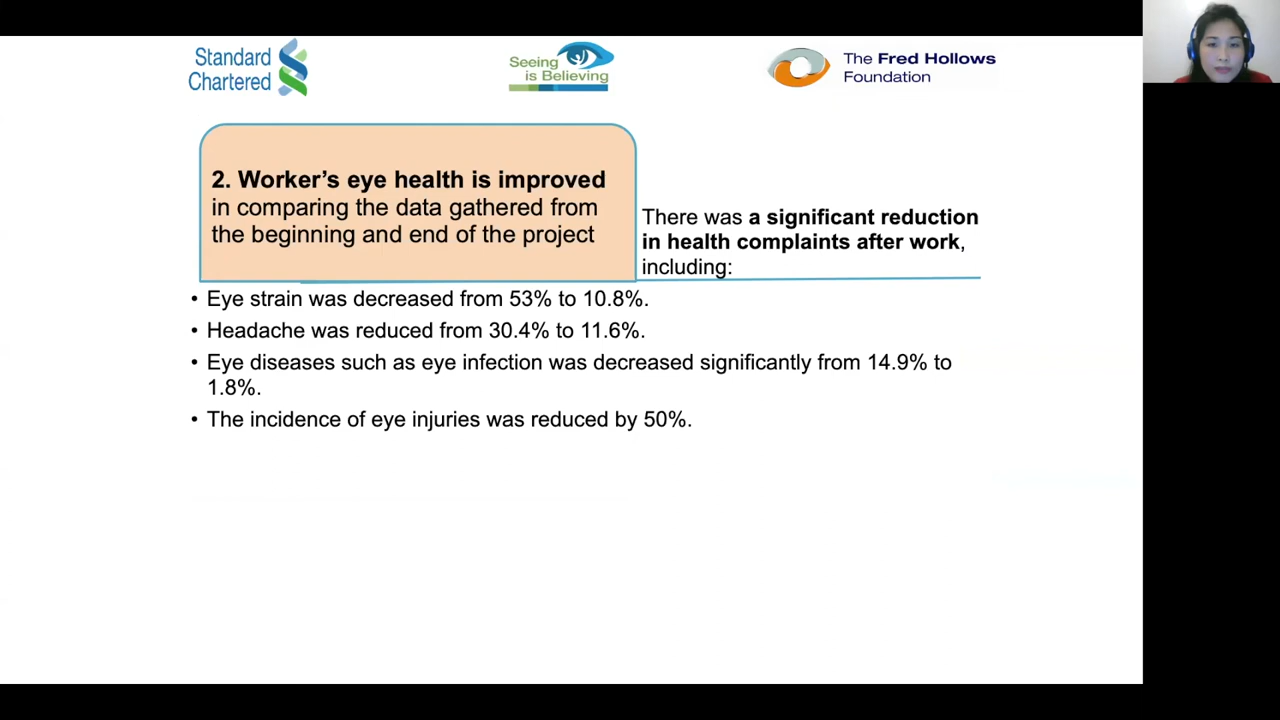 Standard
Chartered
Seeing
is Believing
The Fred Hollows
Foundation
2. Worker’s eye health is improved
in comparing the data gathered from
the beginning and end of the project
There was a significant reduction
in health complaints after work,
including:
• Eye strain was decreased from 53% to 10.8%.
• Headache was reduced from 30.4% to 11.6%.
• Eye diseases such as eye infection was decreased significantly from 14.9% to
1.8%.
• The incidence of eye injuries was reduced by 50%.